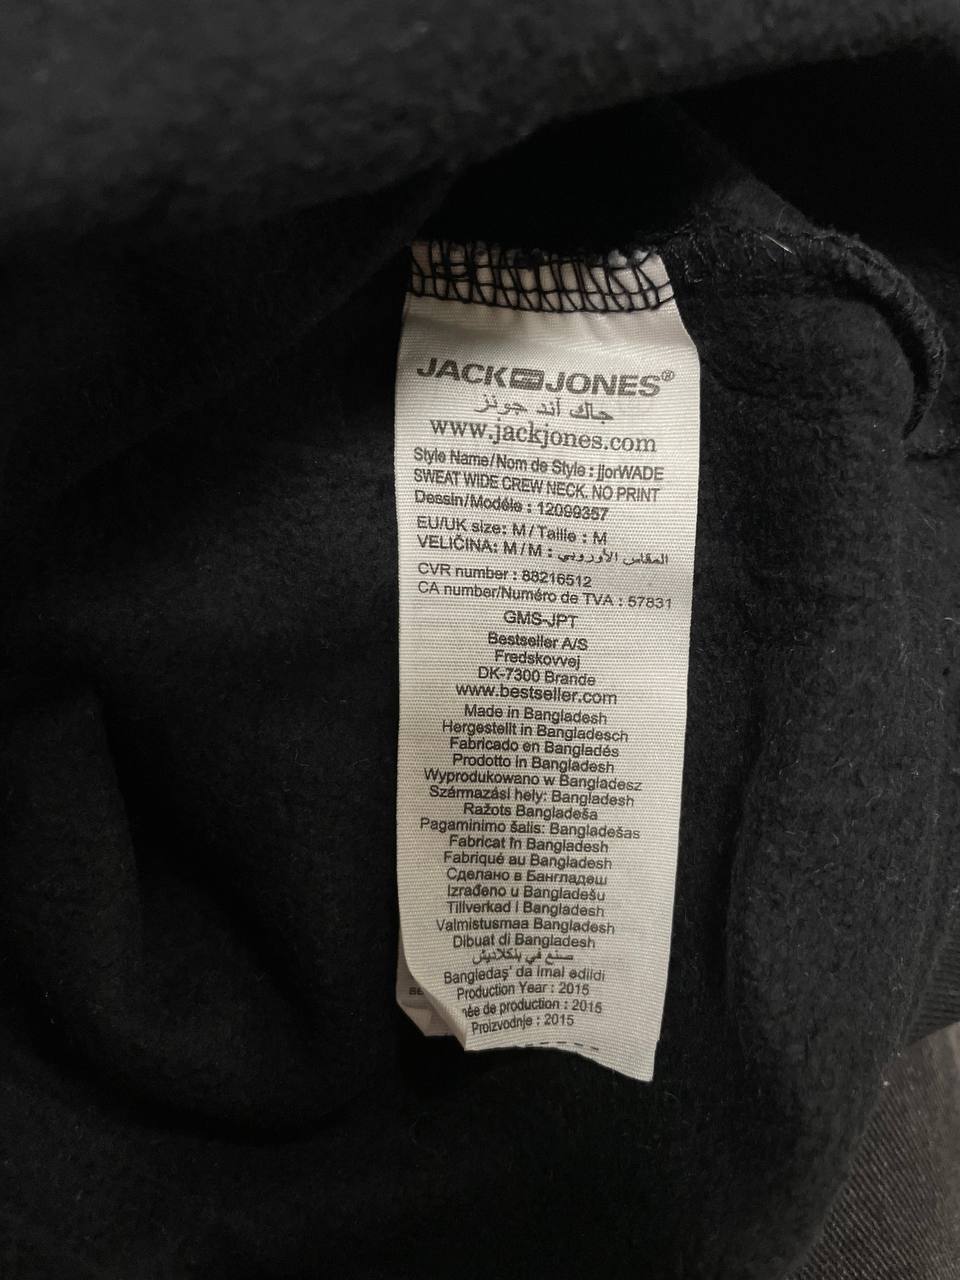 JACK JONES®
جاك أند جونز
www.jackjones.com
Style Name/Nom de Style : jjorWADE
SWEAT WIDE CREW NECK. NO PRINT
Dessin/Modéle : 12099357
EU/UK size: M / Taille : M
VELIČINA: M / M : المقاس الأوروبي
CVR number : 88216512
CA number/Numéro de TVA : 57831
GMS-JPT
Bestseller A/S
Fredskovvej
DK-7300 Brande
www.bestseller.com
Made in Bangladesh
Hergestellt in Bangladesch
Fabricado en Bangladés
Prodotto in Bangladesh
Wyprodukowano w Bangladesz
Származási hely: Bangladesh
Ražots Bangladeša
Pagaminimo šalis: Bangladešas
Fabricat în Bangladesh
Fabriqué au Bangladesh
Сделано в Бангладеш
Izrađeno u Bangladešu
Tillverkad i Bangladesh
Valmistusmaa Bangladesh
Dibuat di Bangladesh
صنع في بنكلاديش
Bangledaş' da imal edildi
Production Year : 2015
née de production : 2015
Proizvodnje : 2015